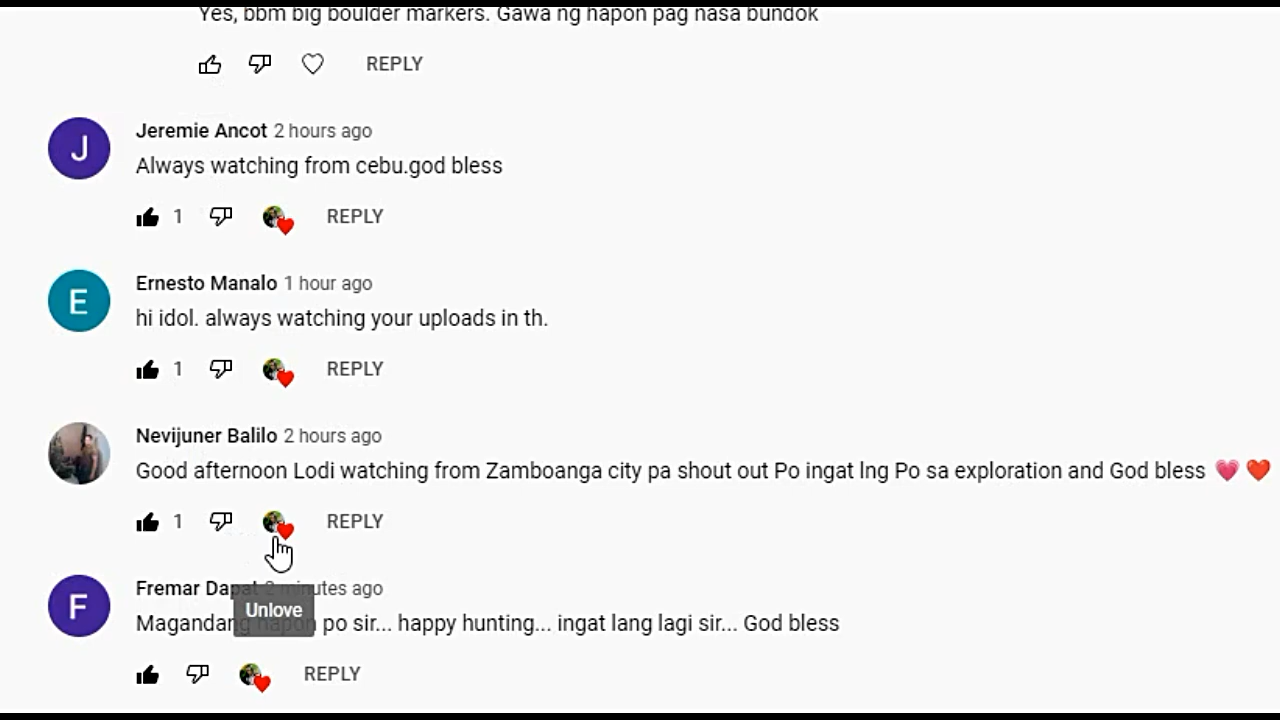 Yes, bbm big boulder markers. Gawa ng hapon pag nasa bundok
REPLY
J
Jeremie Ancot 2 hours ago
Always watching from cebu.god bless
1 REPLY
E
Ernesto Manalo 1 hour ago
hi idol. always watching your uploads in th.
1 REPLY
Nevijuner Balilo 2 hours ago
Good afternoon Lodi watching from Zamboanga city pa shout out Po ingat lng Po sa exploration and God bless 💗 ❤️
1 REPLY
F
Fremar Dapat 2 minutes ago
Unlove
Magandang hapon po sir... happy hunting... ingat lang lagi sir... God bless
REPLY